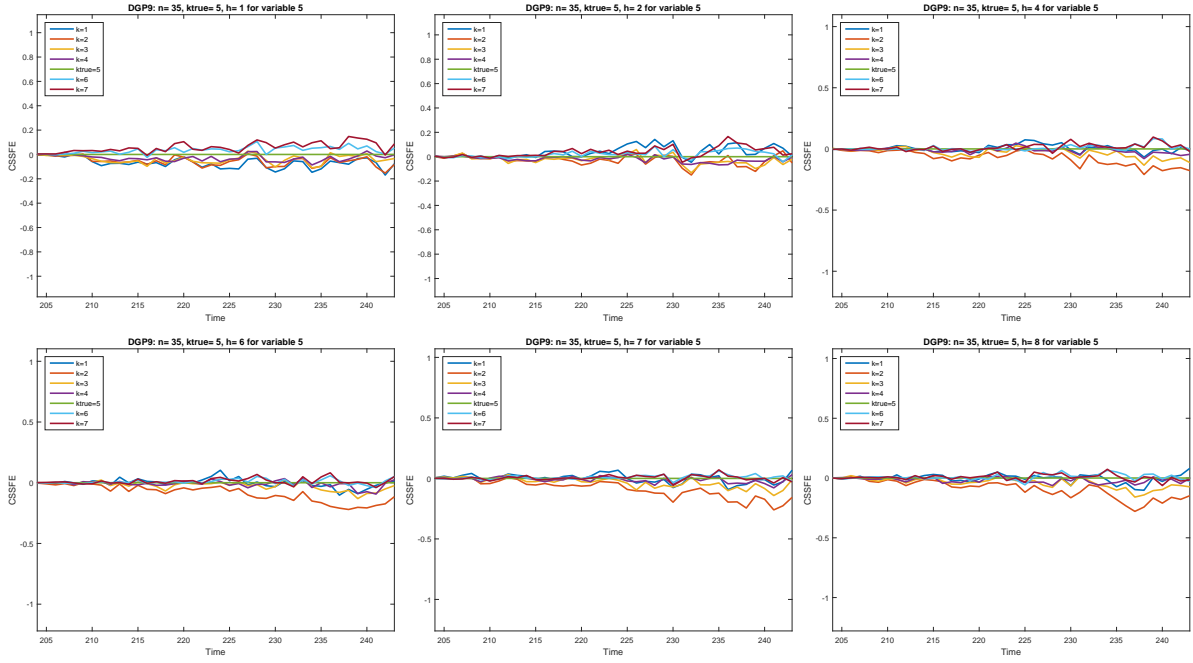 DGP9: n= 35, ktrue= 5, h= 1 for variable 5
k=1
k=2
k=3
k=4
ktrue=5
k=6
k=7
1
0.8
0.6
0.4
0.2
0
-0.2
-0.4
-0.6
-0.8
-1
CSSFE
205 210 215 220 225 230 235 240
Time
DGP9: n= 35, ktrue= 5, h= 2 for variable 5
k=1
k=2
k=3
k=4
ktrue=5
k=6
k=7
1
0.8
0.6
0.4
0.2
0
-0.2
-0.4
-0.6
-0.8
-1
CSSFE
205 210 215 220 225 230 235 240
Time
DGP9: n= 35, ktrue= 5, h= 4 for variable 5
k=1
k=2
k=3
k=4
ktrue=5
k=6
k=7
1
0.5
0
-0.5
-1
CSSFE
205 210 215 220 225 230 235 240
Time
DGP9: n= 35, ktrue= 5, h= 6 for variable 5
k=1
k=2
k=3
k=4
ktrue=5
k=6
k=7
1
0.5
0
-0.5
-1
CSSFE
205 210 215 220 225 230 235 240
Time
DGP9: n= 35, ktrue= 5, h= 7 for variable 5
k=1
k=2
k=3
k=4
ktrue=5
k=6
k=7
1
0.5
0
-0.5
-1
CSSFE
205 210 215 220 225 230 235 240
Time
DGP9: n= 35, ktrue= 5, h= 8 for variable 5
k=1
k=2
k=3
k=4
ktrue=5
k=6
k=7
1
0.5
0
-0.5
-1
CSSFE
205 210 215 220 225 230 235 240
Time